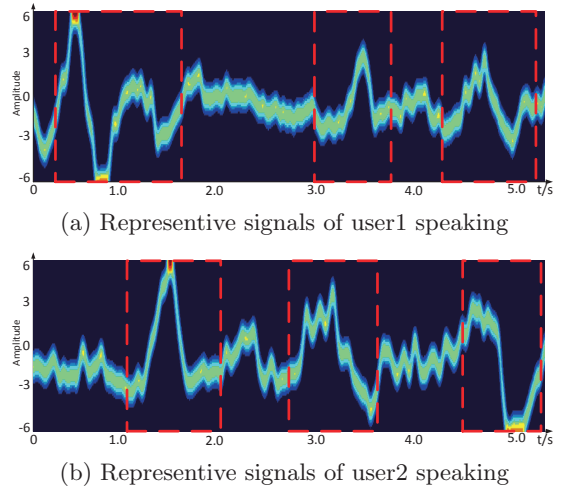 6
3
0
-3
-6
Amplitude
0 1.0 2.0 3.0 4.0 5.0 t/s
(a) Representive signals of user1 speaking
6
3
0
-3
-6
Amplitude
0 1.0 2.0 3.0 4.0 5.0 t/s
(b) Representive signals of user2 speaking